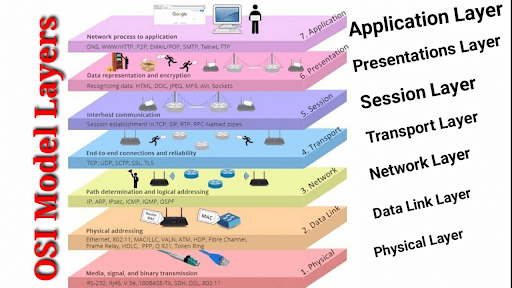 OSI Model Layers
Google
7. Application
Network process to application
DNS, WWW/HTTP, P2P, EMAIL/POP, SMTP, Telnet, FTP
6. Presentation
Data representation and encryption
Recognizing data: HTML, DOC, JPEG, MP3, AVI, Sockets
5. Session
Interhost communication
Session establishment in TCP, SIP, RTP, RPC-Named pipes
4. Transport
End-to-end connections and reliability
TCP, UDP, SCTP, SSL, TLS
3. Network
Path determination and logical addressing
IP, ARP, IPsec, ICMP, IGMP, OSPF
MAC
2. Data Link
Physical addressing
Ethernet, 802.11, MAC/LLC, VALN, ATM, HDP, Fibre Channel,
Frame Relay, HDLC, PPP, Q.921, Token Ring
1. Physical
Media, signal, and binary transmission
RS-232, RJ45, V.34, 100BASE-TX, SDH, DSL, 802.11
Application Layer
Presentations Layer
Session Layer
Transport Layer
Network Layer
Data Link Layer
Physical Layer